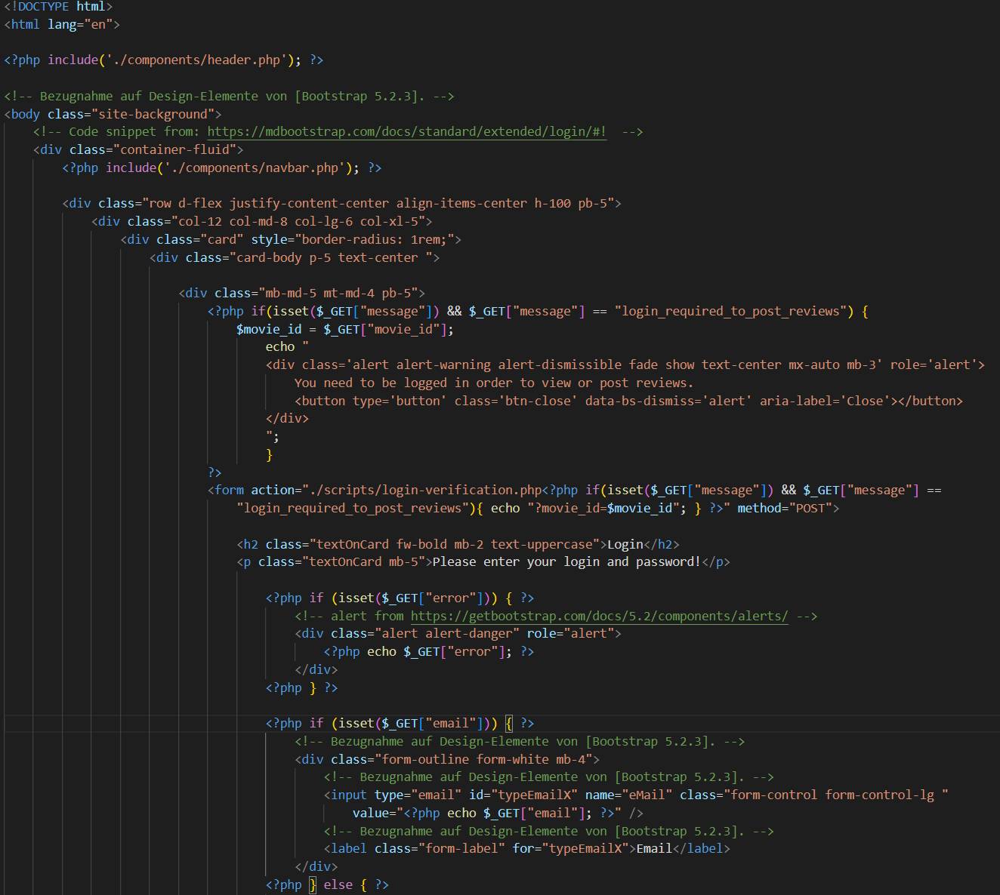 <!DOCTYPE html>
<html lang="en">
<?php include('./components/header.php'); ?>
<!-- Bezugnahme auf Design-Elemente von [Bootstrap 5.2.3]. -->
<body class="site-background">
<!-- Code snippet from: https://mdbootstrap.com/docs/standard/extended/login/#!  -->
<div class="container-fluid">
<?php include('./components/navbar.php'); ?>
<div class="row d-flex justify-content-center align-items-center h-100 pb-5">
<div class="col-12 col-md-8 col-lg-6 col-xl-5">
<div class="card" style="border-radius: 1rem;">
<div class="card-body p-5 text-center ">
<div class="mb-md-5 mt-md-4 pb-5">
<?php if(isset($_GET["message"]) && $_GET["message"] == "login_required_to_post_reviews") {
$movie_id = $_GET["movie_id"];
echo "
<div class='alert alert-warning alert-dismissible fade show text-center mx-auto mb-3' role='alert'>
You need to be logged in order to view or post reviews.
<button type='button' class='btn-close' data-bs-dismiss='alert' aria-label='Close'></button>
</div>
";
}
?>
<form action="./scripts/login-verification.php<?php if(isset($_GET["message"]) && $_GET["message"] ==
"login_required_to_post_reviews"){ echo "?movie_id=$movie_id"; } ?>" method="POST">
<h2 class="textOnCard fw-bold mb-2 text-uppercase">Login</h2>
<p class="textOnCard mb-5">Please enter your login and password!</p>
<?php if (isset($_GET["error"])) { ?>
<!-- alert from https://getbootstrap.com/docs/5.2/components/alerts/ -->
<div class="alert alert-danger" role="alert">
<?php echo $_GET["error"]; ?>
</div>
<?php } ?>
<?php if (isset($_GET["email"])) { ?>
<!-- Bezugnahme auf Design-Elemente von [Bootstrap 5.2.3]. -->
<div class="form-outline form-white mb-4">
<!-- Bezugnahme auf Design-Elemente von [Bootstrap 5.2.3]. -->
<input type="email" id="typeEmailX" name="eMail" class="form-control form-control-lg "
value="<?php echo $_GET["email"]; ?>" />
<!-- Bezugnahme auf Design-Elemente von [Bootstrap 5.2.3]. -->
<label class="form-label" for="typeEmailX">Email</label>
</div>
<?php } else { ?>